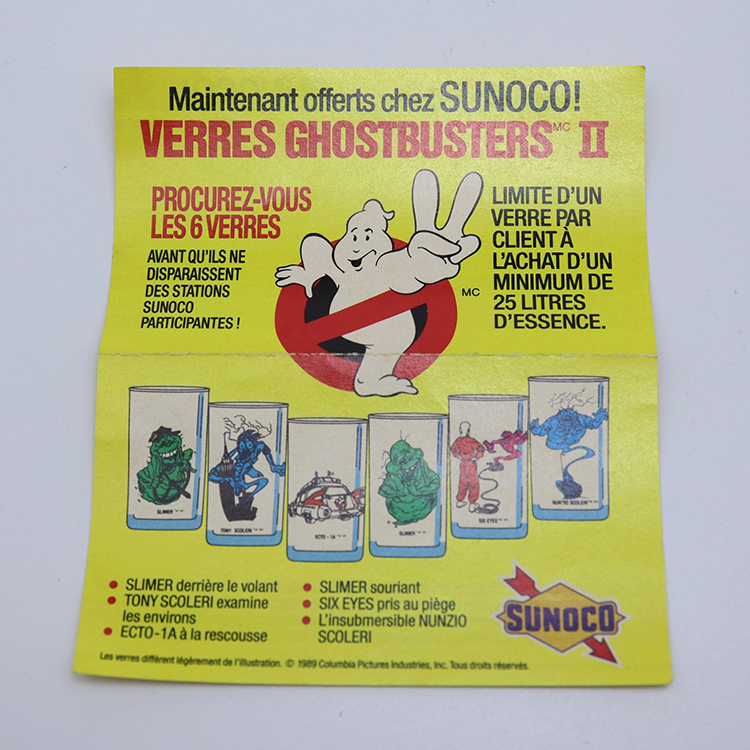 Maintenant offerts chez SUNOCO!
VERRES GHOSTBUSTERS MC II
PROCUREZ-VOUS
LES 6 VERRES
AVANT QU'ILS NE
DISPARAISSENT
DES STATIONS
SUNOCO
PARTICIPANTES !
LIMITE D'UN
VERRE PAR
CLIENT À
L'ACHAT D'UN
MINIMUM DE
25 LITRES
D'ESSENCE.
MC
SLIMER
TONY SCOLERI
ECTO-1A
SLIMER
SIX EYES
NUNZIO SCOLERI
• SLIMER derrière le volant
• TONY SCOLERI examine
les environs
• ECTO-1A à la rescousse
• SLIMER souriant
• SIX EYES pris au piège
• L'insubmersible NUNZIO
SCOLERI
SUNOCO
Les verres diffèrent légèrement de l'illustration. © 1989 Columbia Pictures Industries, Inc. Tous droits réservés.